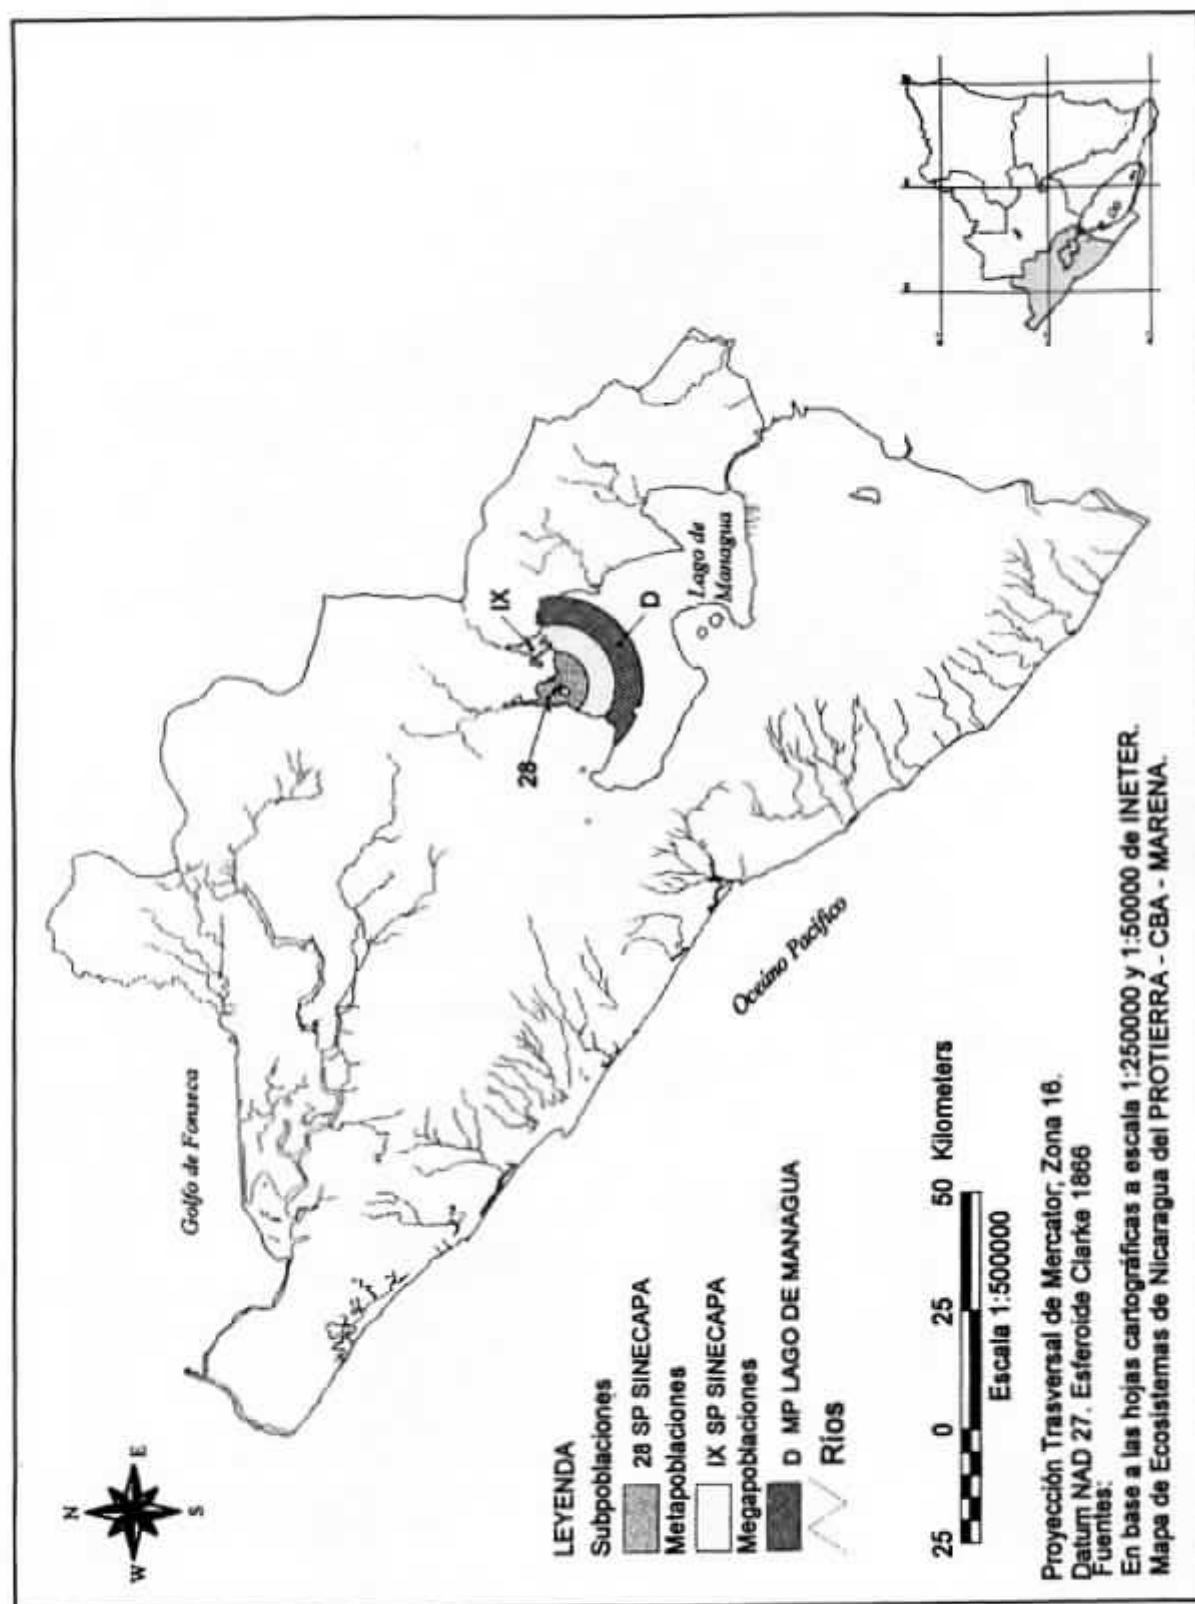 N
W
E
S
Golfo de Fonseca
IX
28
D
Lago de
Managua
Océano Pacífico
LEYENDA
Subpoblaciones
28 SP SINECAPA
Metapoblaciones
IX SP SINECAPA
Megapoblaciones
D MP LAGO DE MANAGUA
Ríos
25 0 25 50 Kilometers
Escala 1:500000
Proyección Trasversal de Mercator; Zona 16.
Datum NAD 27. Esferoide Clarke 1866
Fuentes:
En base a las hojas cartográficas a escala 1:250000 y 1:50000 de INETER.
Mapa de Ecosistemas de Nicaragua del PROTIERRA - CBA - MARENA.